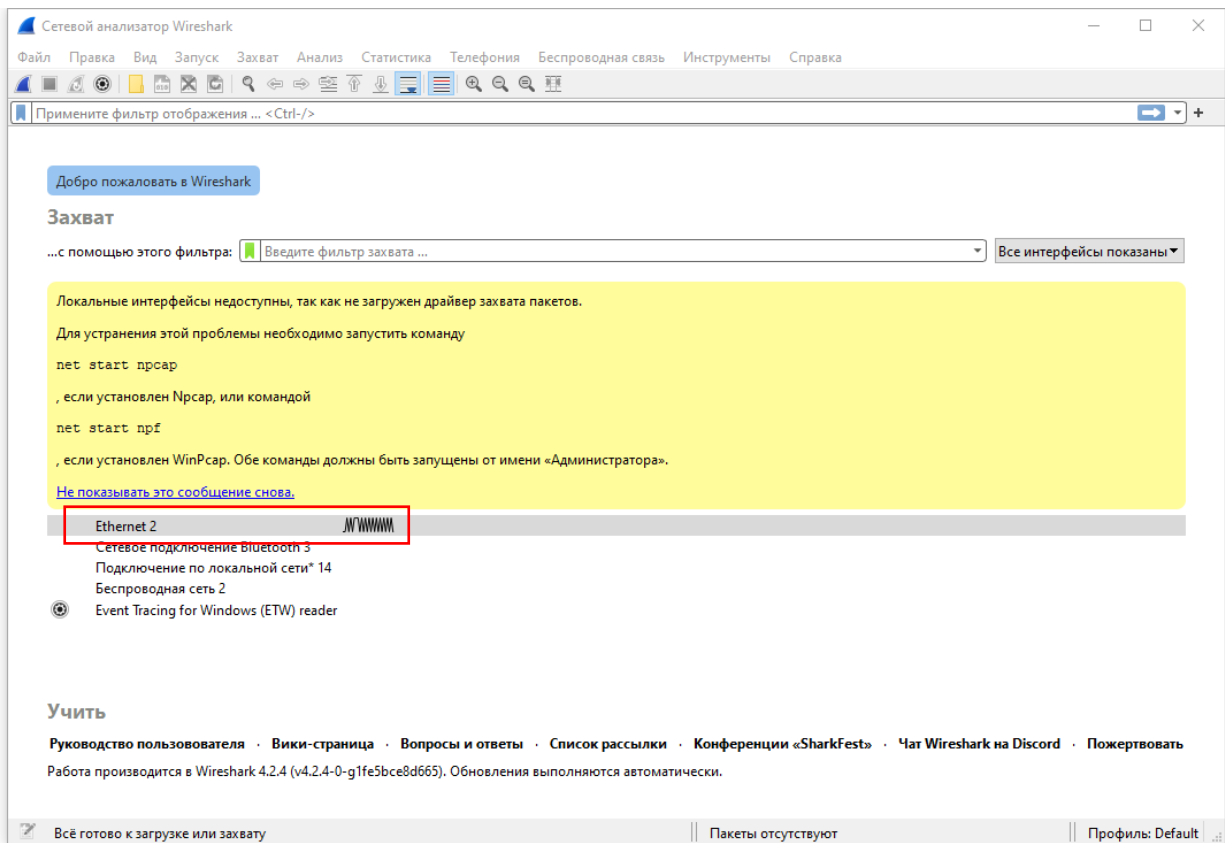 Сетевой анализатор Wireshark
Файл Правка Вид Запуск Захват Анализ Статистика Телефония Беспроводная связь Инструменты Справка
Примените фильтр отображения ... <Ctrl-/>
Добро пожаловать в Wireshark
Захват
...с помощью этого фильтра: Введите фильтр захвата ... Все интерфейсы показаны
Локальные интерфейсы недоступны, так как не загружен драйвер захвата пакетов.
Для устранения этой проблемы необходимо запустить команду
net start npcap
, если установлен Npcap, или командой
net start npf
, если установлен WinPcap. Обе команды должны быть запущены от имени «Администратора».
Не показывать это сообщение снова.
Ethernet 2
Сетевое подключение Bluetooth 3
Подключение по локальной сети* 14
Беспроводная сеть 2
Event Tracing for Windows (ETW) reader
Учить
Руководство пользовователя · Вики-страница · Вопросы и ответы · Список рассылки · Конференции «SharkFest» · Чат Wireshark на Discord · Пожертвовать
Работа производится в Wireshark 4.2.4 (v4.2.4-0-g1fe5bce8d665). Обновления выполняются автоматически.
Всё готово к загрузке или захвату Пакеты отсутствуют Профиль: Default